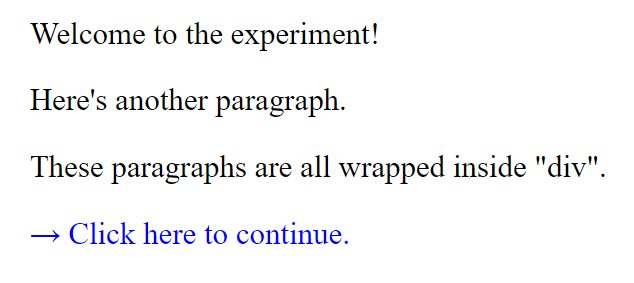 Welcome to the experiment!
Here's another paragraph.
These paragraphs are all wrapped inside "div".
→ Click here to continue.